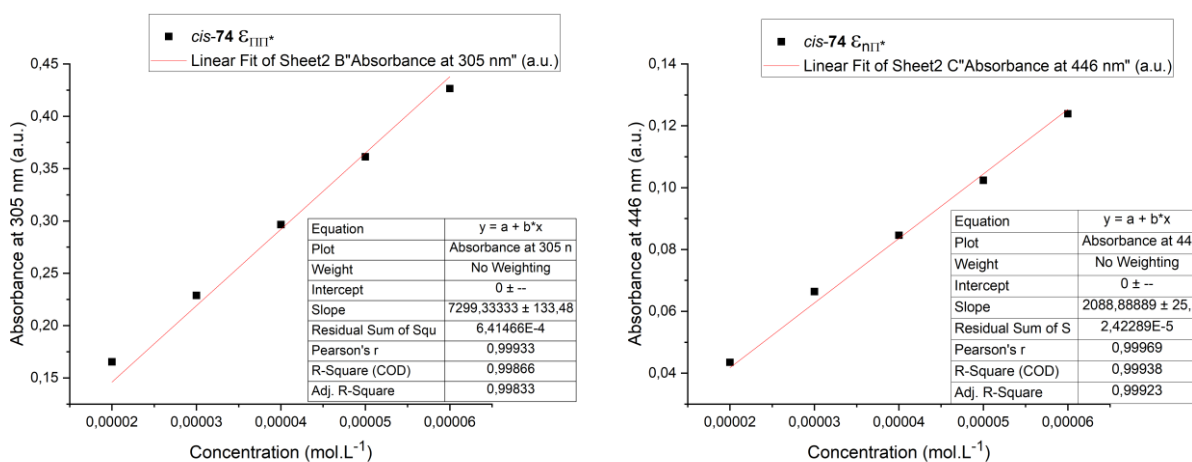 cis-74 εΠΠ*
Linear Fit of Sheet2 B"Absorbance at 305 nm" (a.u.)
Absorbance at 305 nm (a.u.)
0,45
0,40
0,35
0,30
0,25
0,20
0,15
Equation y = a + b*x
Plot Absorbance at 305 n
Weight No Weighting
Intercept 0 ± --
Slope 7299,33333 ± 133,48
Residual Sum of Squ 6,41466E-4
Pearson's r 0,99933
R-Square (COD) 0,99866
Adj. R-Square 0,99833
0,00002 0,00003 0,00004 0,00005 0,00006
Concentration (mol.L⁻¹)
cis-74 εnΠ*
Linear Fit of Sheet2 C"Absorbance at 446 nm" (a.u.)
Absorbance at 446 nm (a.u.)
0,14
0,12
0,10
0,08
0,06
0,04
Equation y = a + b*x
Plot Absorbance at 44
Weight No Weighting
Intercept 0 ± --
Slope 2088,88889 ± 25,
Residual Sum of S 2,42289E-5
Pearson's r 0,99969
R-Square (COD) 0,99938
Adj. R-Square 0,99923
0,00002 0,00003 0,00004 0,00005 0,00006
Concentration (mol.L⁻¹)